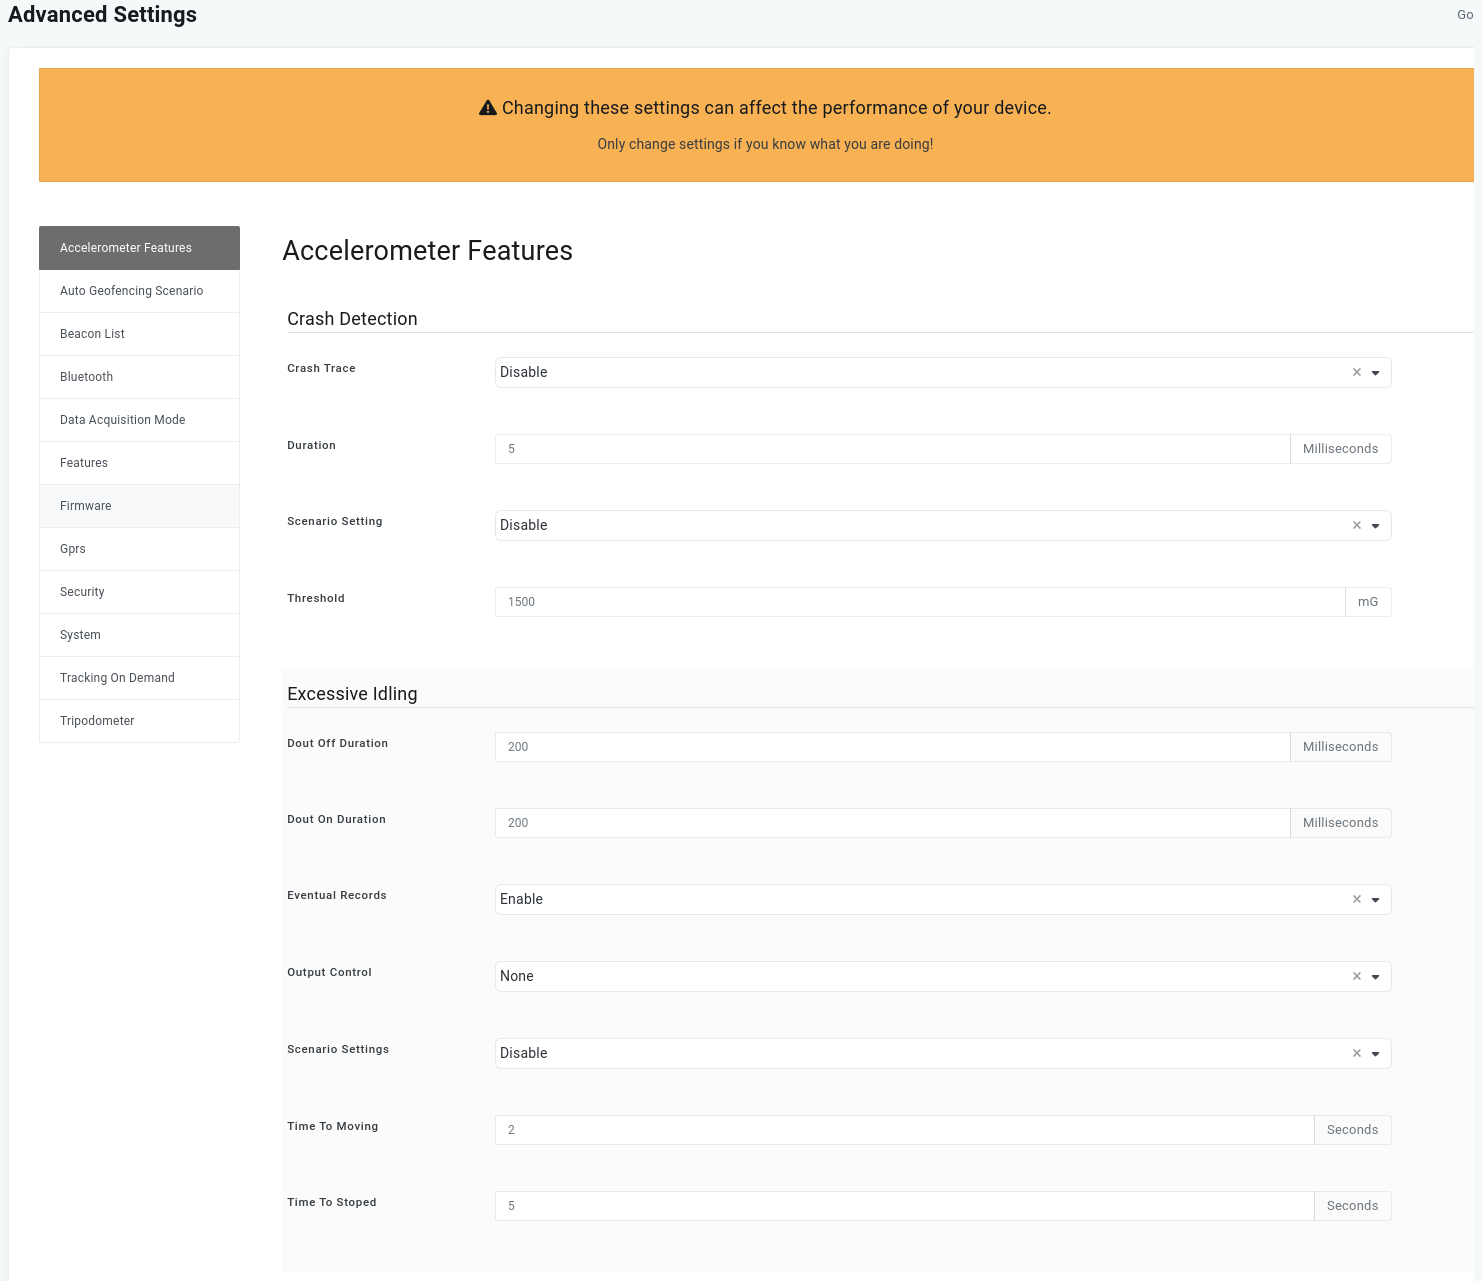 Advanced Settings
Go
Changing these settings can affect the performance of your device.
Only change settings if you know what you are doing!
Accelerometer Features
Auto Geofencing Scenario
Beacon List
Bluetooth
Data Acquisition Mode
Features
Firmware
Gprs
Security
System
Tracking On Demand
Tripodometer
Accelerometer Features
Crash Detection
Crash Trace
Disable ×
Duration
5 Milliseconds
Scenario Setting
Disable ×
Threshold
1500 mG
Excessive Idling
Dout Off Duration
200 Milliseconds
Dout On Duration
200 Milliseconds
Eventual Records
Enable ×
Output Control
None ×
Scenario Settings
Disable ×
Time To Moving
2 Seconds
Time To Stoped
5 Seconds